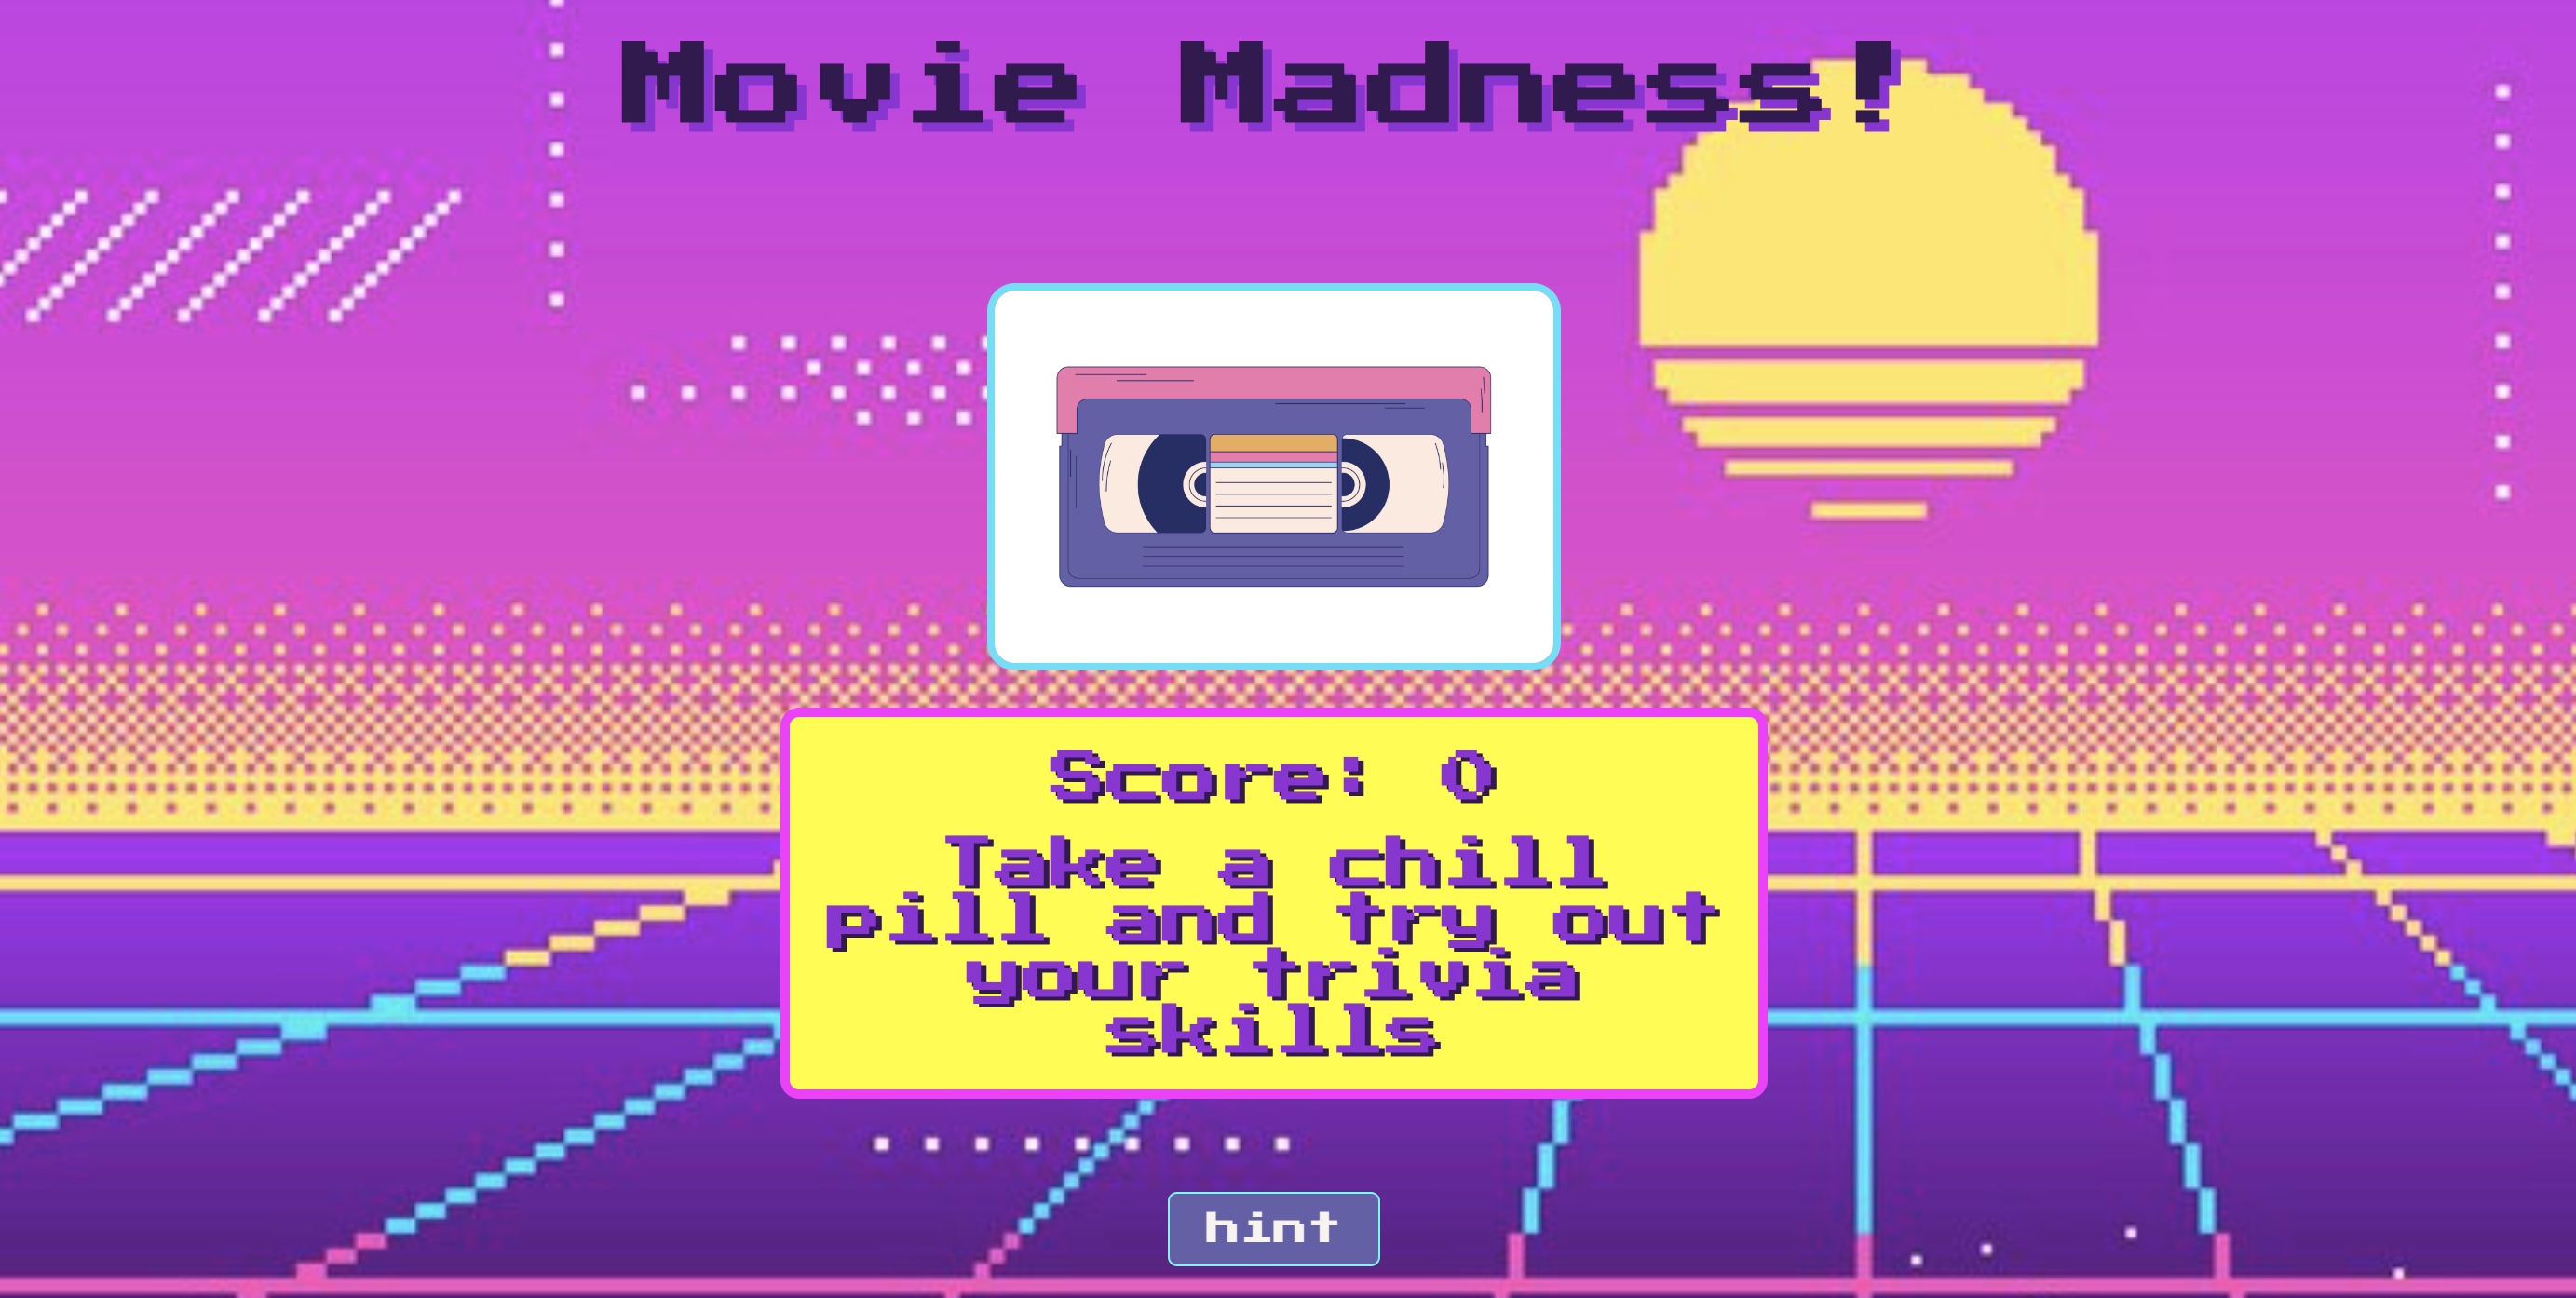 Movie Madness!
Score: 0
Take a chill
pill and try out
your trivia
skills
hint